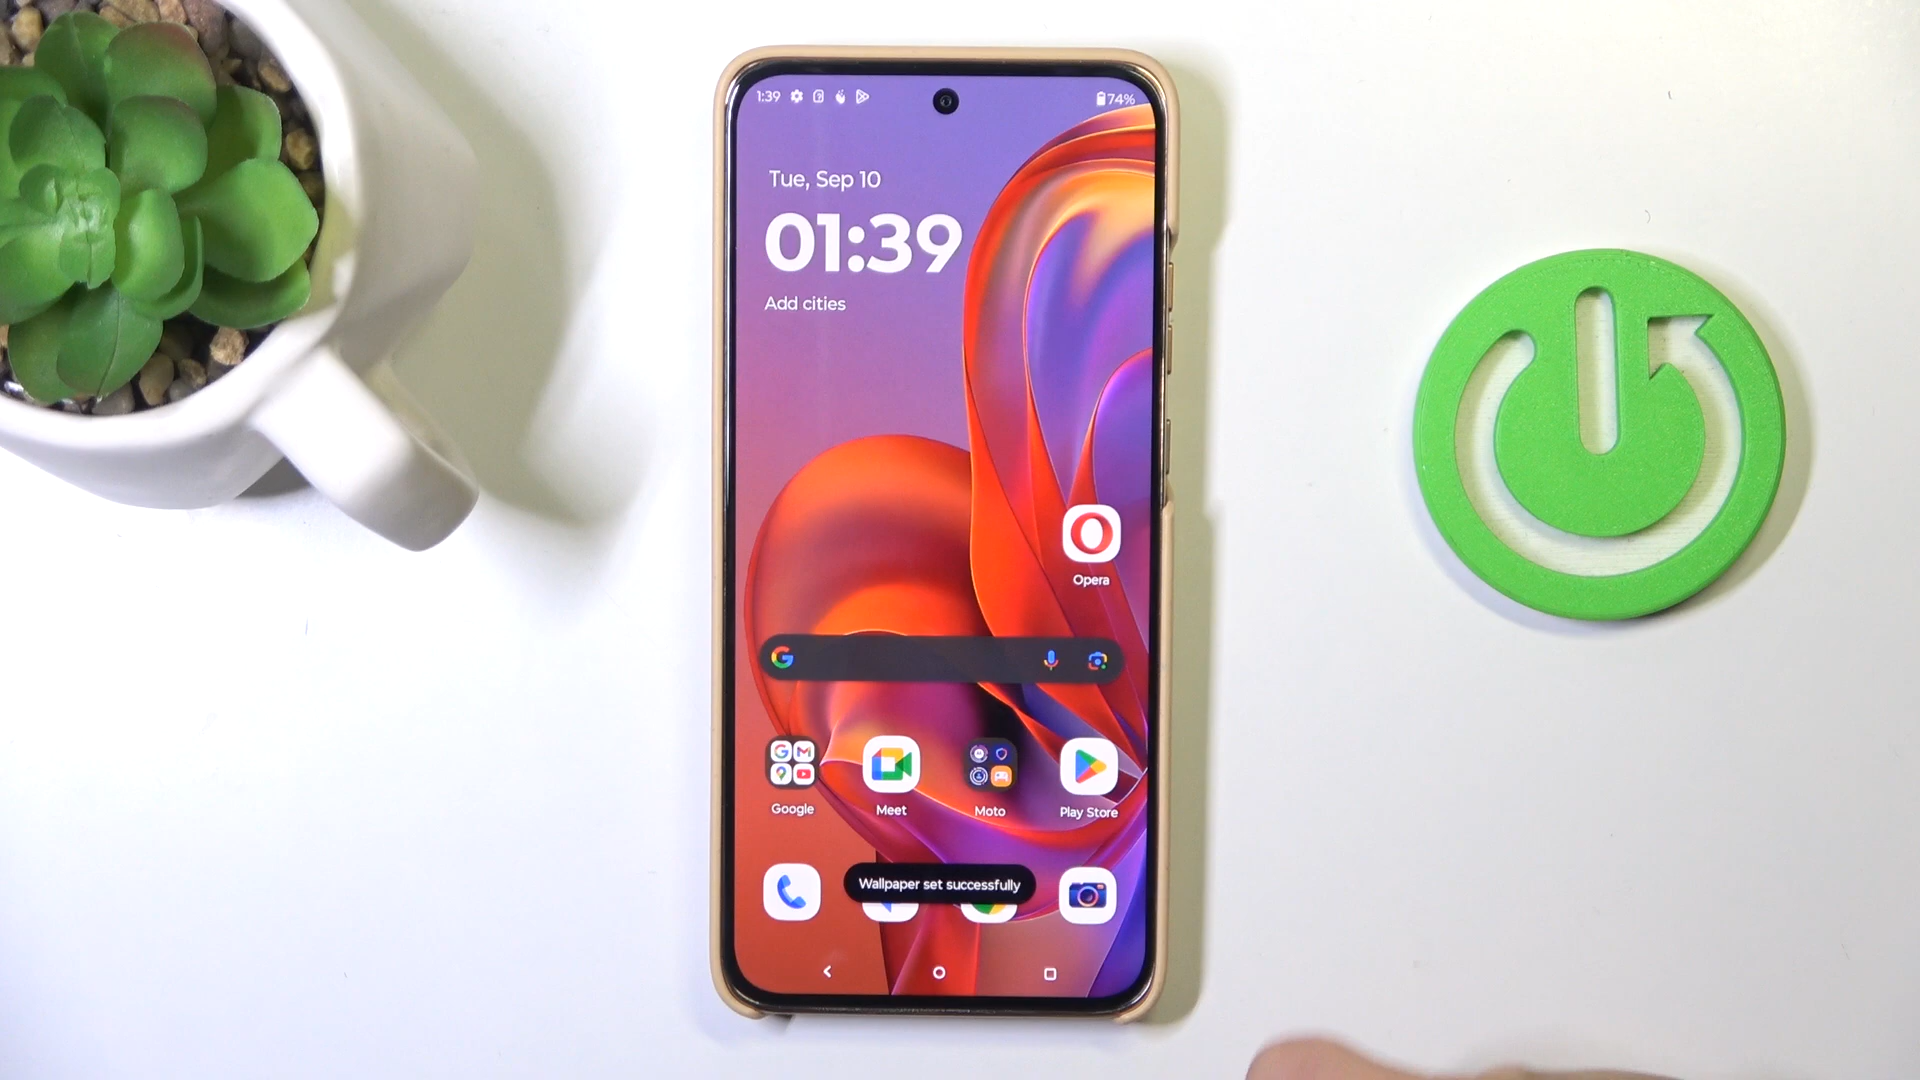 1:39
74%
Tue, Sep 10
01:39
Add cities
Opera
Google
Meet
Moto
Play Store
Wallpaper set successfully